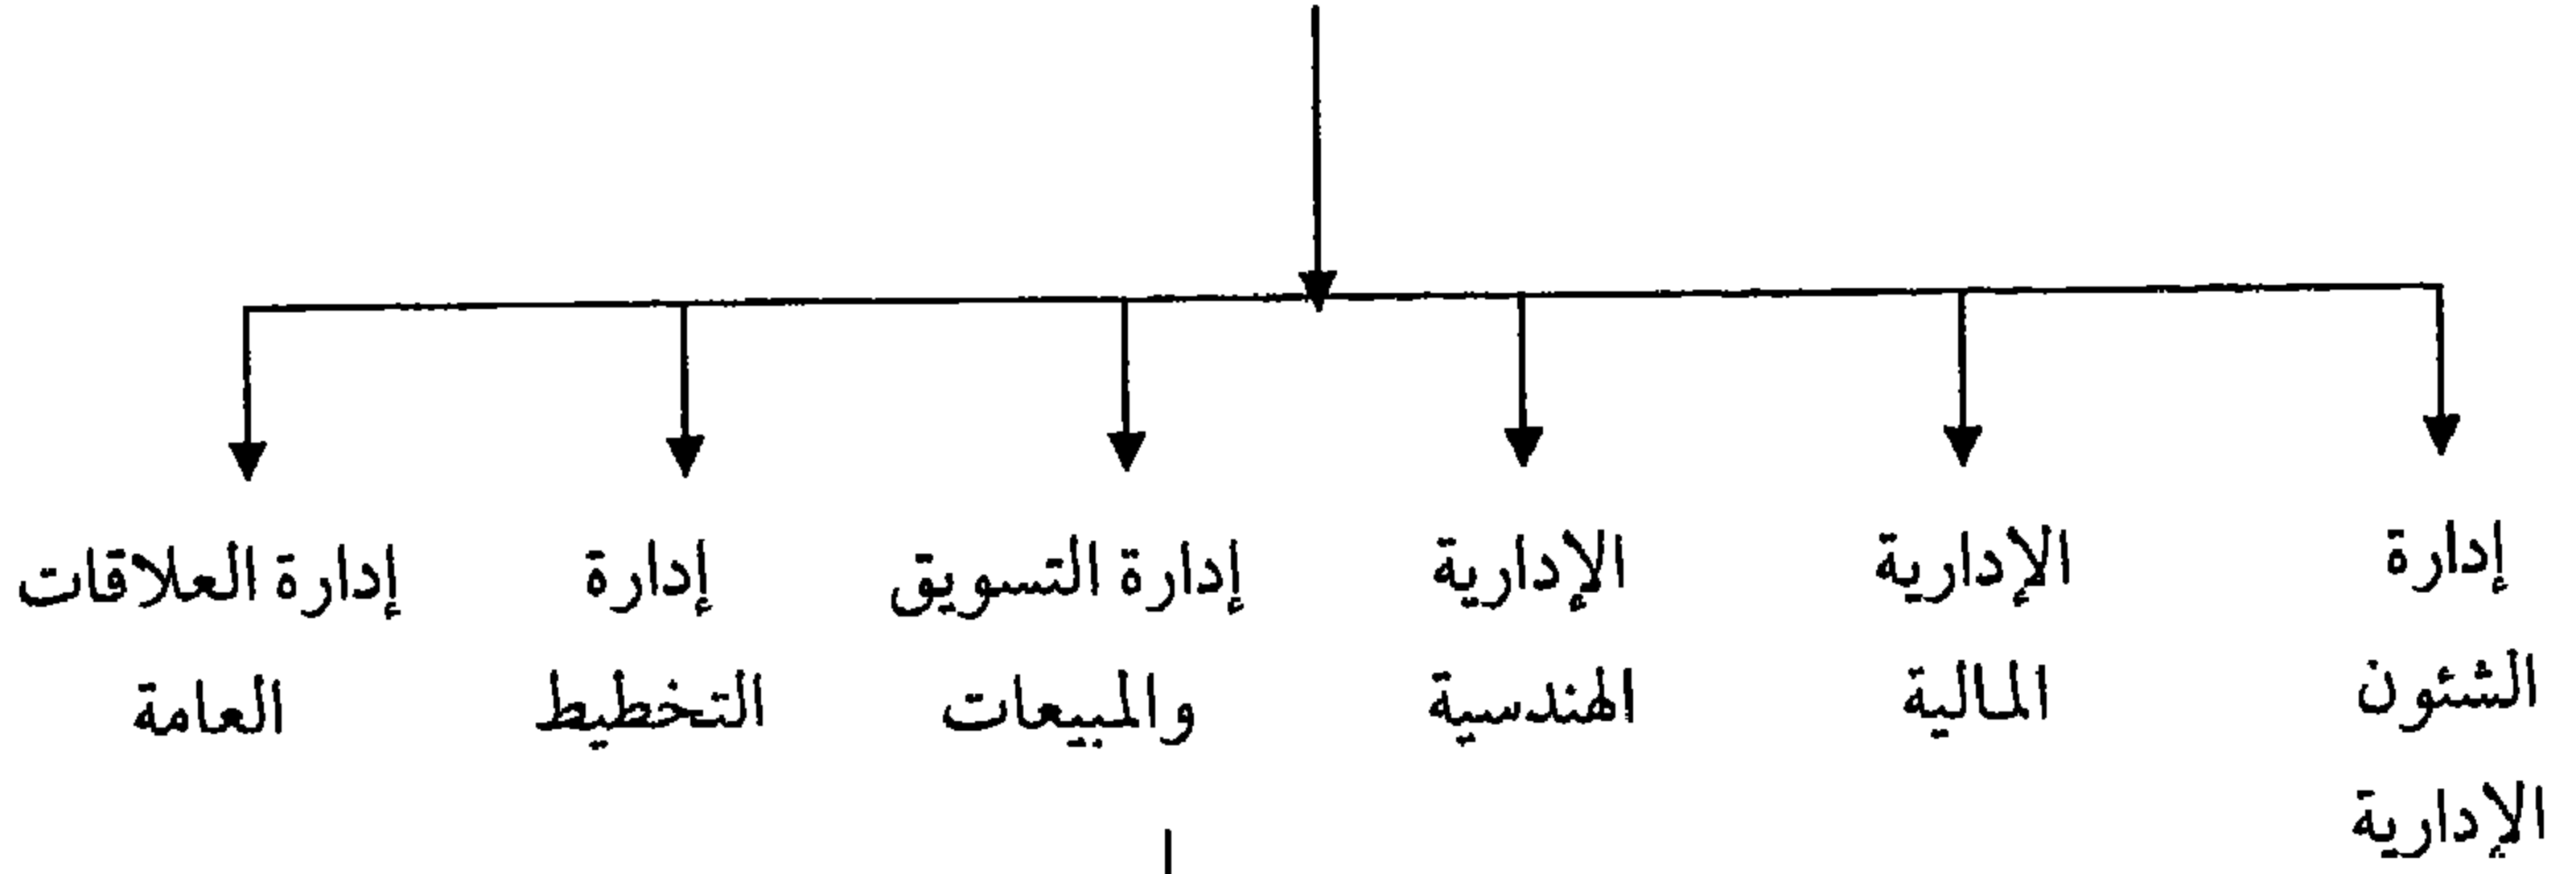 إدارة
الشئون
الإدارية
الإدارية
المالية
الإدارية
الهندسية
إدارة التسويق
والمبيعات
إدارة
التخطيط
إدارة العلاقات
العامة